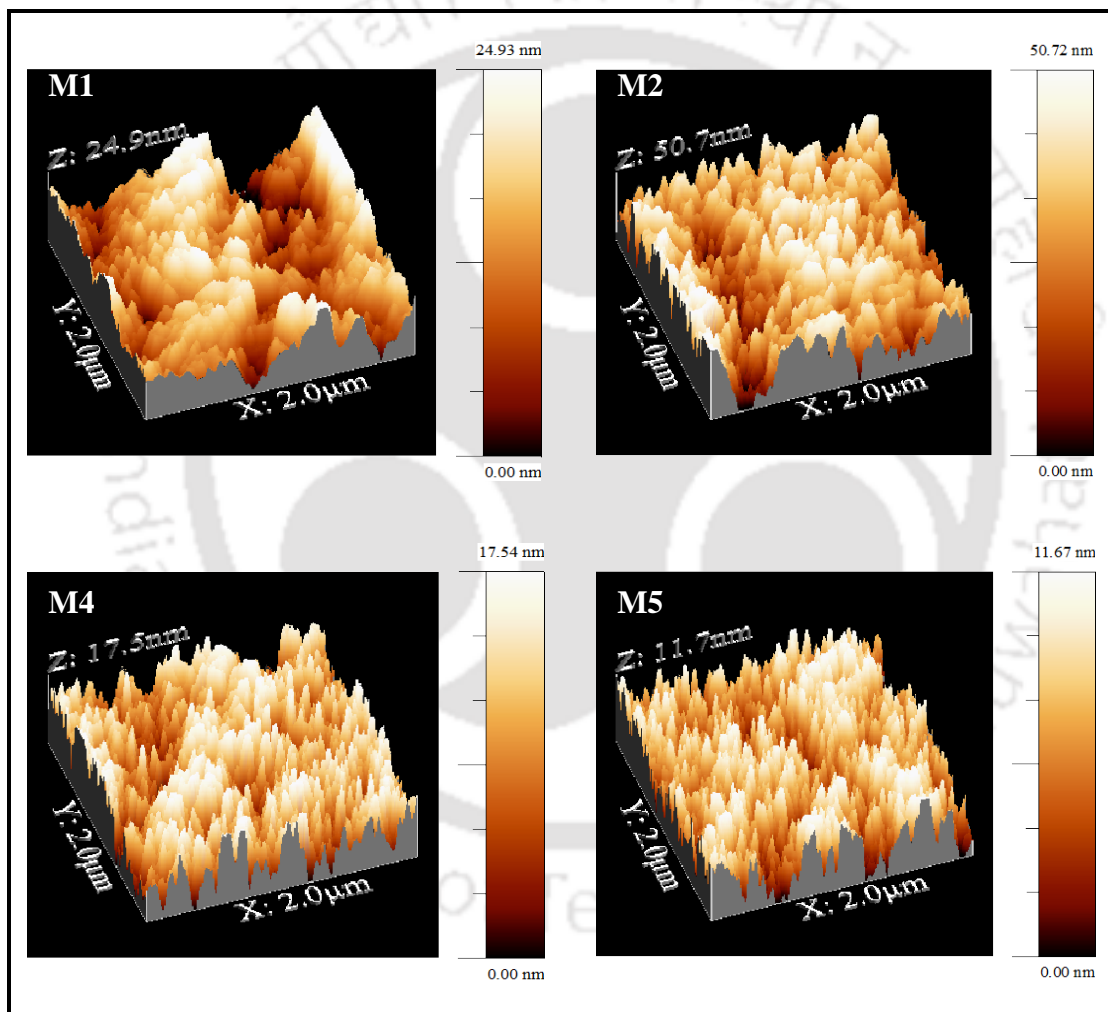 24.93 nm
M1
Z: 24.9nm
Y: 2.0µm
X: 2.0µm
0.00 nm
50.72 nm
M2
Z: 50.7nm
Y: 2.0µm
X: 2.0µm
0.00 nm
17.54 nm
M4
Z: 17.5nm
Y: 2.0µm
X: 2.0µm
0.00 nm
11.67 nm
M5
Z: 11.7nm
Y: 2.0µm
X: 2.0µm
0.00 nm